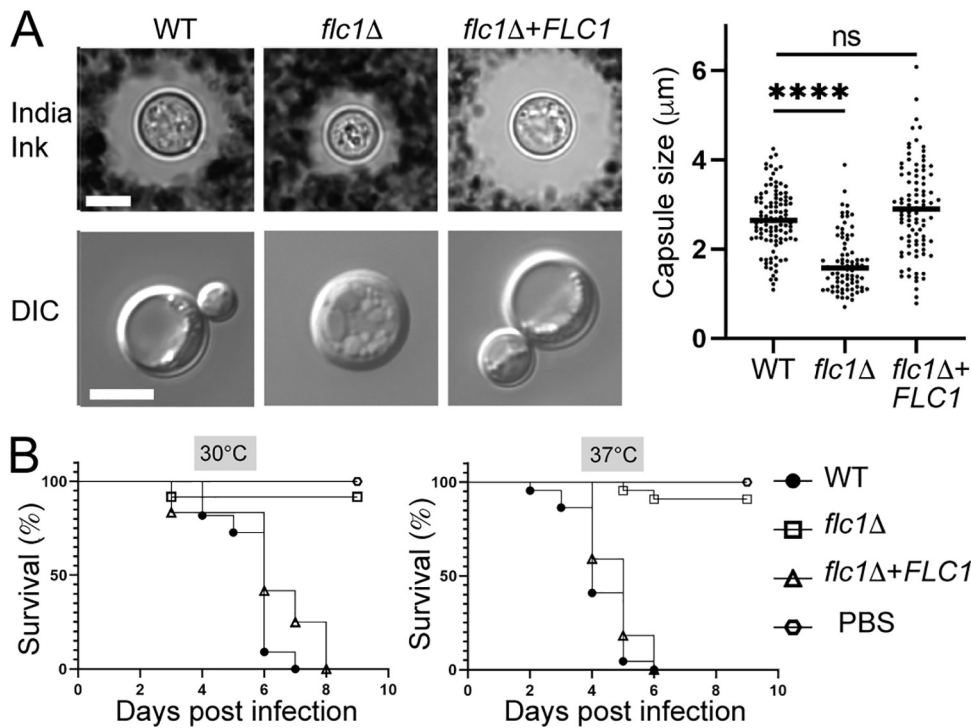 A
WT
flc1Δ
flc1Δ+FLC1
India
Ink
DIC
Capsule size (μm)
6
4
2
0
ns
****
WT
flc1Δ
flc1Δ+
FLC1
B
30°C
Survival (%)
100
50
0
0 2 4 6 8 10
Days post infection
37°C
Survival (%)
100
50
0
0 2 4 6 8 10
Days post infection
WT
flc1Δ
flc1Δ+FLC1
PBS